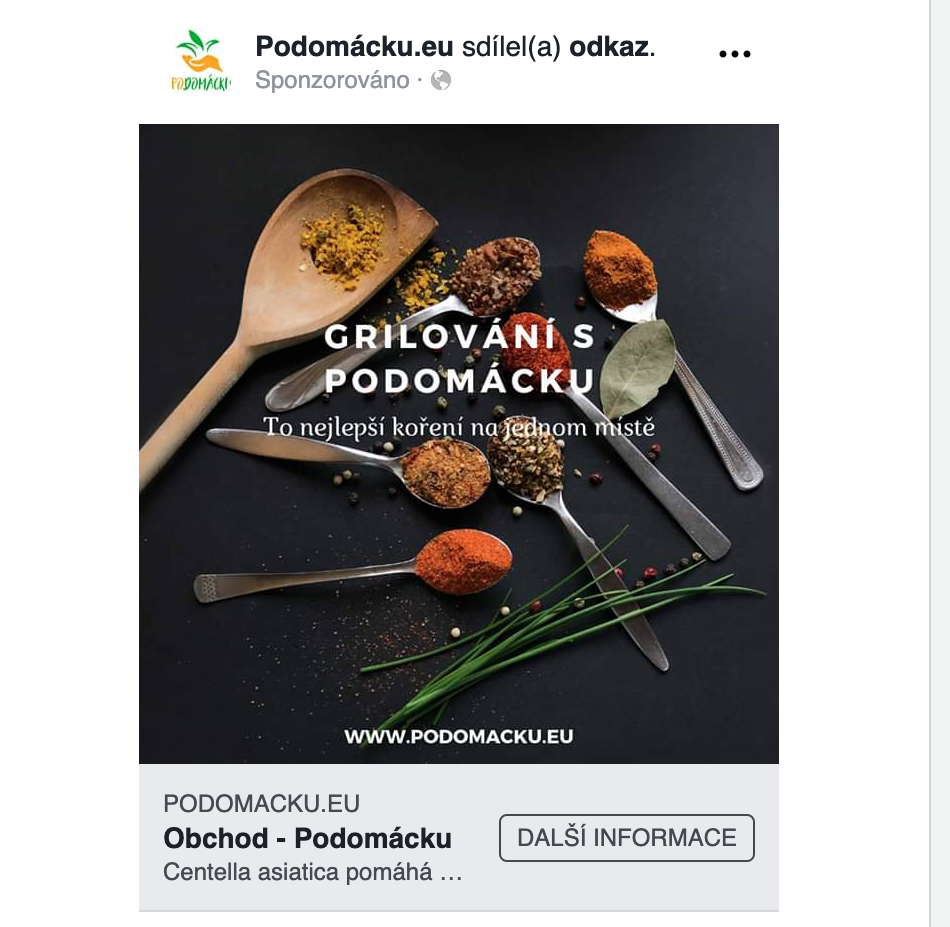 Podomácku.eu sdílel(a) odkaz.
Sponzorováno ·
PODOMÁCKU
GRILOVÁNÍ S
PODOMÁCKU
To nejlepší koření na jednom místě
WWW.PODOMACKU.EU
PODOMACKU.EU
Obchod - Podomácku
Centella asiatica pomáhá ...
DALŠÍ INFORMACE